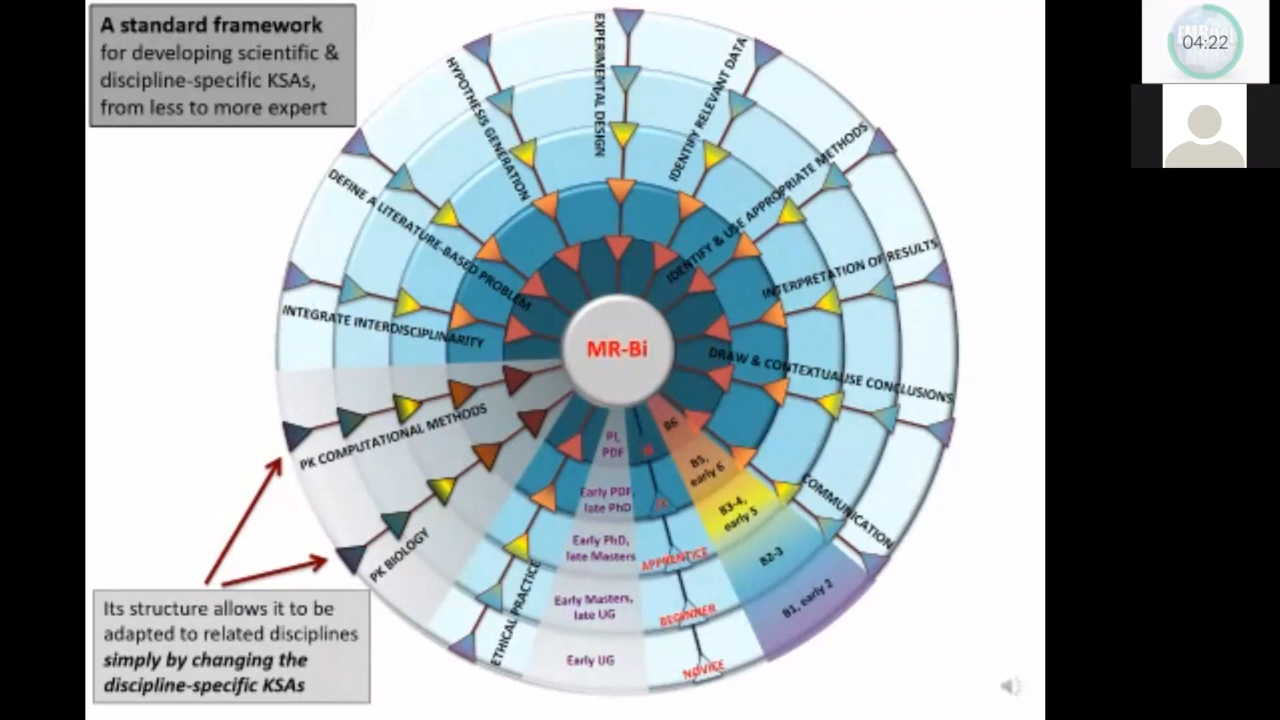 A standard framework
for developing scientific &
discipline-specific KSAs,
from less to more expert
04:22
EXPERIMENTAL DESIGN
IDENTIFY RELEVANT DATA
HYPOTHESIS GENERATION
IDENTIFY & USE APPROPRIATE METHODS
DEFINE A LITERATURE-BASED PROBLEM
INTERPRETATION OF RESULTS
INTEGRATE INTERDISCIPLINARITY
MR-Bi
DRAW & CONTEXTUALISE CONCLUSIONS
PK COMPUTATIONAL METHODS
PK BIOLOGY
ETHICAL PRACTICE
COMMUNICATION
PI,
PDF
Early PDF,
late PhD
Early PhD,
late Masters
Early Masters,
late UG
Early UG
APPRENTICE
BEGINNER
NOVICE
B6
B5,
early 6
B3-4,
early 5
B2-3
B1, early 2
Its structure allows it to be
adapted to related disciplines
simply by changing the
discipline-specific KSAs